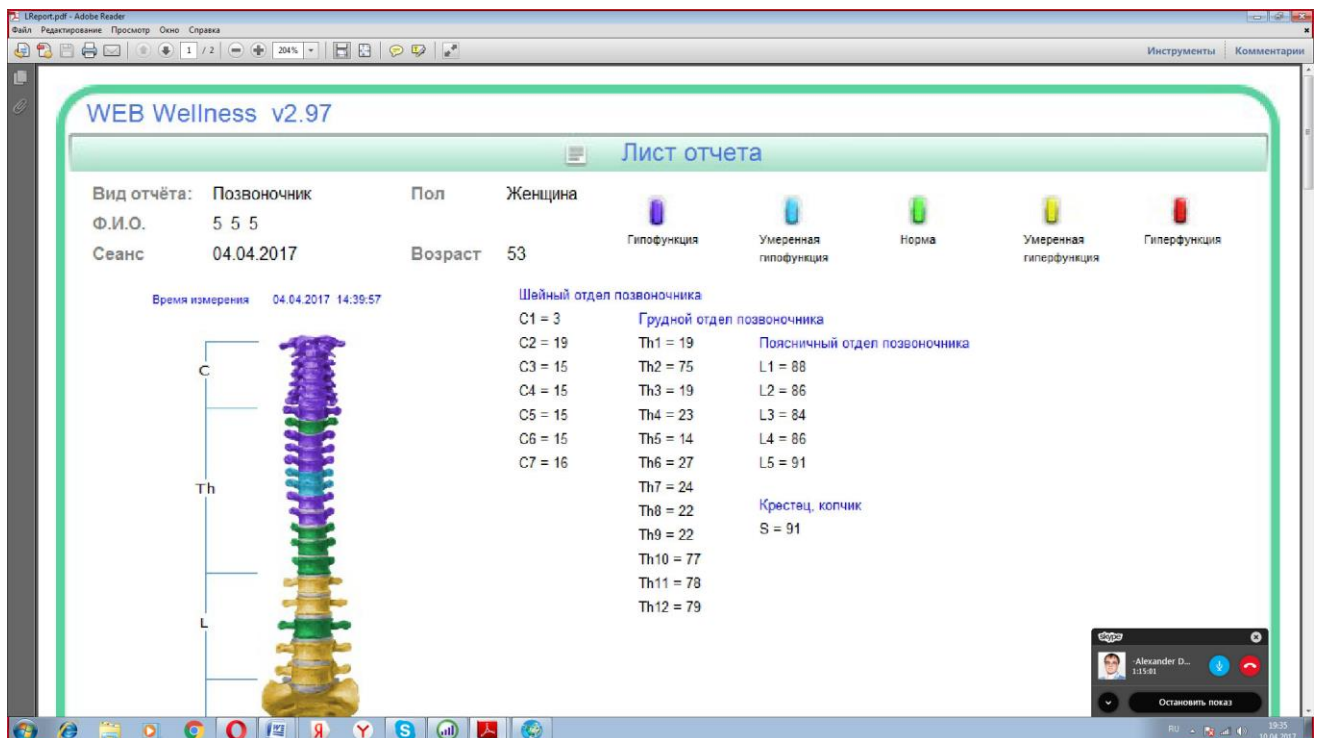 LReport.pdf - Adobe Reader
Файл Редактирование Просмотр Окно Справка
1 / 2 204% Инструменты Комментарии
WEB Wellness v2.97
Лист отчета
Вид отчёта: Позвоночник Пол Женщина
Ф.И.О. 5 5 5
Сеанс 04.04.2017 Возраст 53
Гипофункция
Умеренная гипофункция
Норма
Умеренная гиперфункция
Гиперфункция
Время измерения 04.04.2017 14:39:57
C
Th
L
Шейный отдел позвоночника
C1 = 3
C2 = 19
C3 = 15
C4 = 15
C5 = 15
C6 = 15
C7 = 16
Грудной отдел позвоночника
Th1 = 19
Th2 = 75
Th3 = 19
Th4 = 23
Th5 = 14
Th6 = 27
Th7 = 24
Th8 = 22
Th9 = 22
Th10 = 77
Th11 = 78
Th12 = 79
Поясничный отдел позвоночника
L1 = 88
L2 = 86
L3 = 84
L4 = 86
L5 = 91
Крестец, копчик
S = 91
skype
-Alexander D...
1:15:01
Остановить показ
RU
19:35
10.04.2017